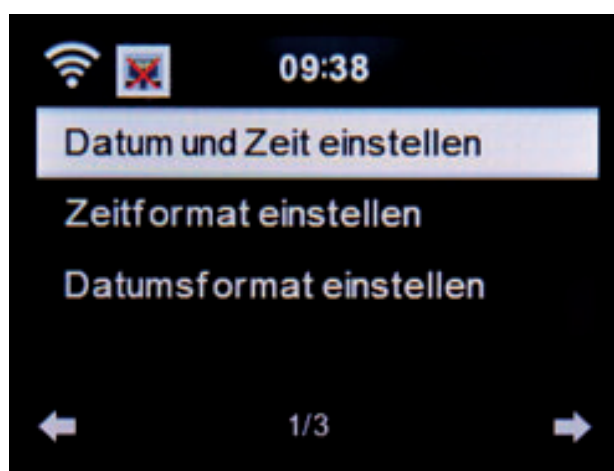 09:38
Datum und Zeit einstellen
Zeitformat einstellen
Datumsformat einstellen
1/3